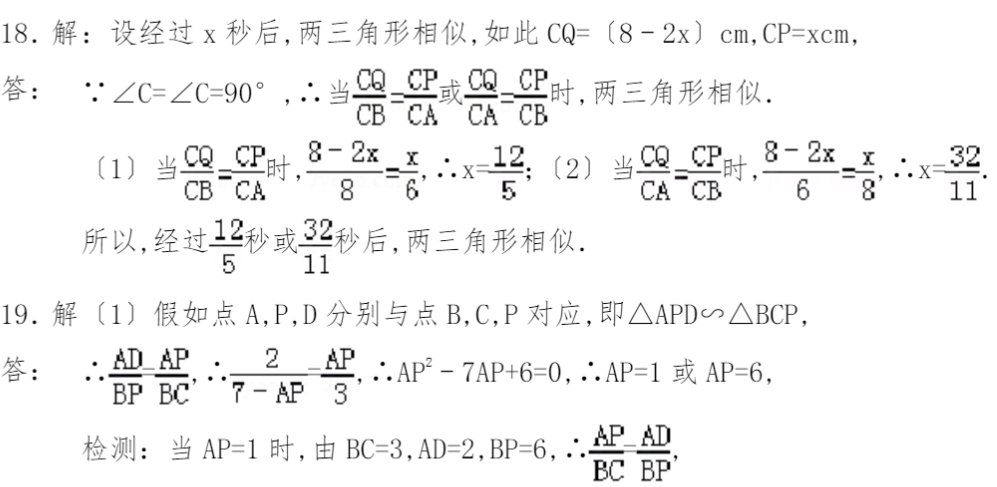 18. 解：设经过 x 秒后,两三角形相似,如此 CQ=〔8－2x〕cm,CP=xcm,
答： ∵∠C=∠C=90°,∴当CQ/CB=CP/CA或CQ/CA=CP/CB时,两三角形相似.
〔1〕当CQ/CB=CP/CA时,(8－2x)/8=x/6,∴x=12/5;〔2〕当CQ/CA=CP/CB时,(8－2x)/6=x/8,∴x=32/11.
所以,经过12/5秒或32/11秒后,两三角形相似.
19. 解〔1〕假如点 A,P,D 分别与点 B,C,P 对应,即△APD∽△BCP,
答： ∴AD/BP=AP/BC,∴2/(7－AP)=AP/3,∴AP²－7AP+6=0,∴AP=1 或 AP=6,
检测：当 AP=1 时,由 BC=3,AD=2,BP=6,∴AP/BC=AD/BP,